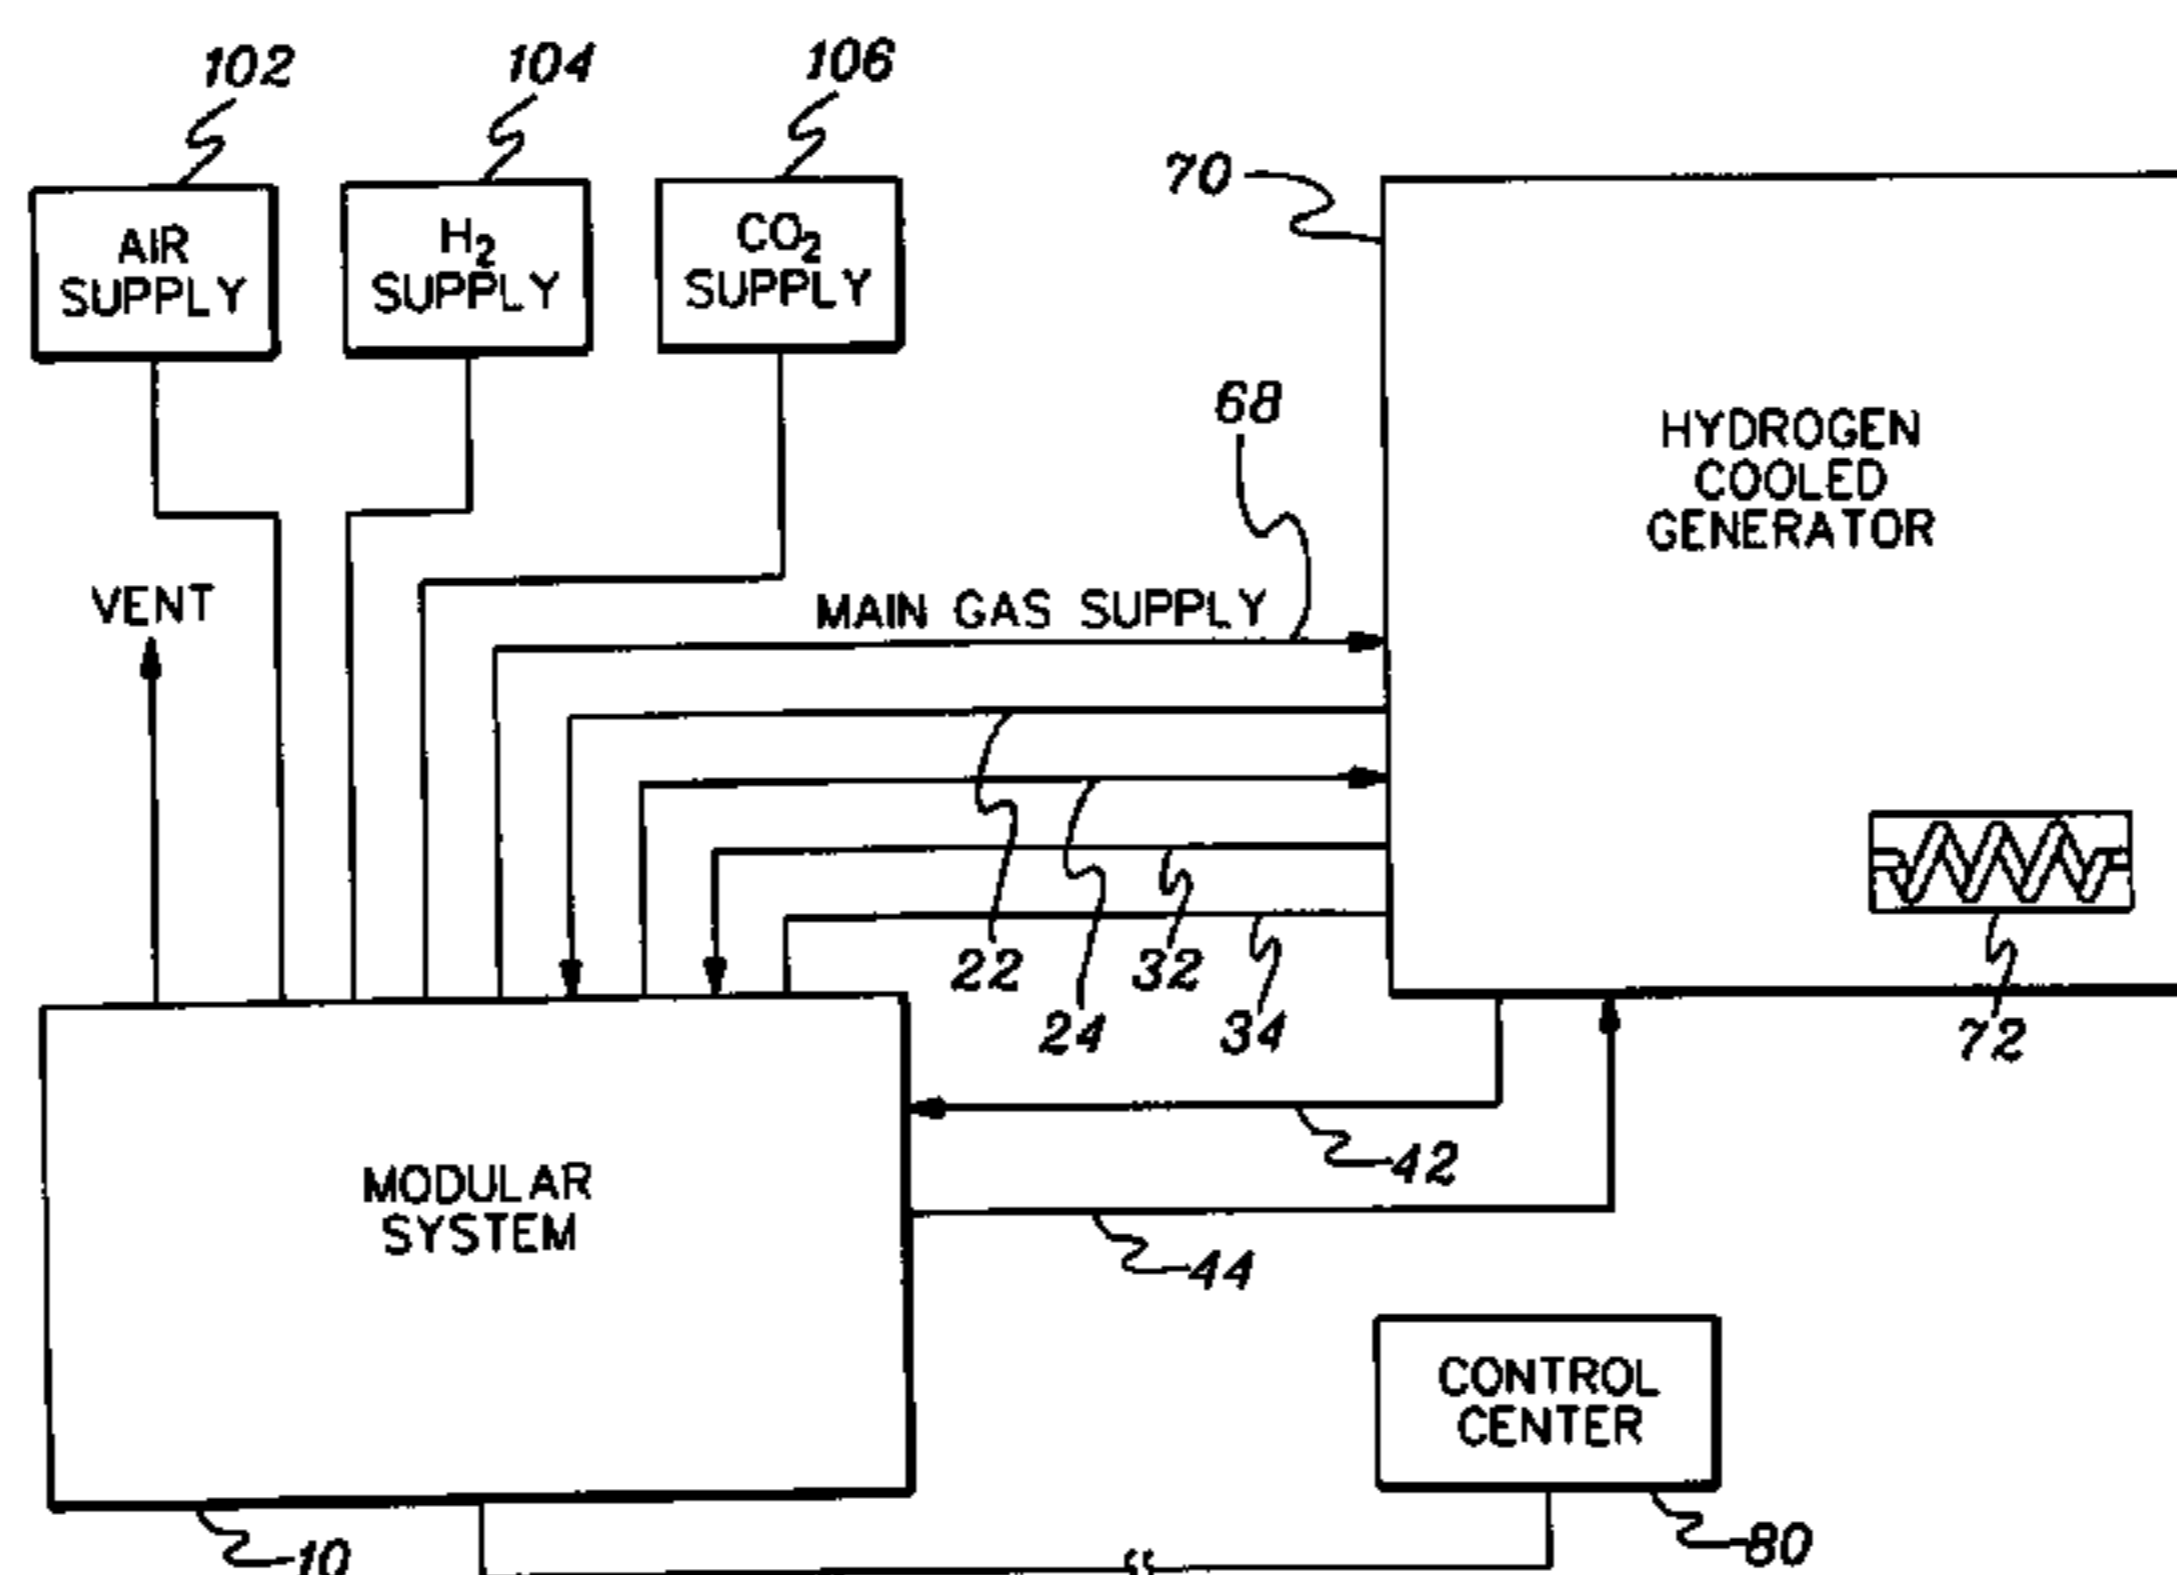 102
104
106
AIR
SUPPLY
H2
SUPPLY
CO2
SUPPLY
70
68
HYDROGEN
COOLED
GENERATOR
VENT
MAIN GAS SUPPLY
22
32
24
34
72
42
MODULAR
SYSTEM
44
CONTROL
CENTER
10
80